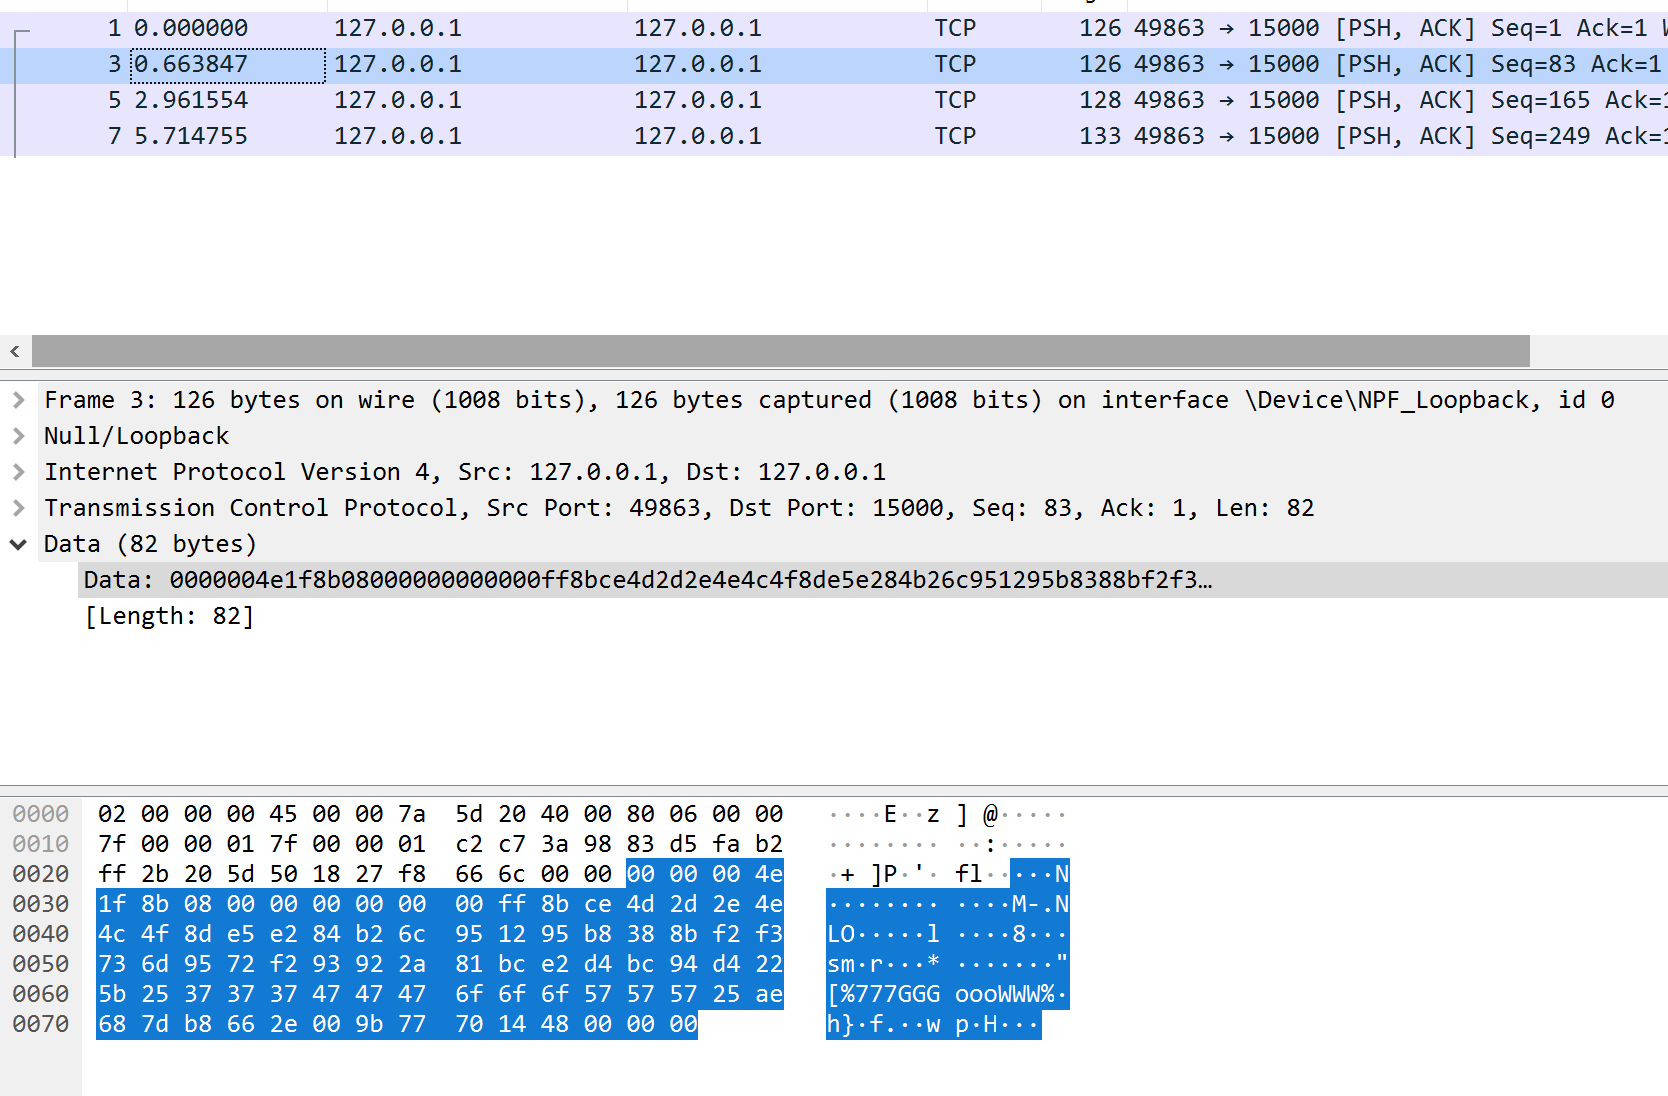 1 0.000000 127.0.0.1 127.0.0.1 TCP 126 49863 → 15000 [PSH, ACK] Seq=1 Ack=1
3 0.663847 127.0.0.1 127.0.0.1 TCP 126 49863 → 15000 [PSH, ACK] Seq=83 Ack=1
5 2.961554 127.0.0.1 127.0.0.1 TCP 128 49863 → 15000 [PSH, ACK] Seq=165 Ack=1
7 5.714755 127.0.0.1 127.0.0.1 TCP 133 49863 → 15000 [PSH, ACK] Seq=249 Ack=1
Frame 3: 126 bytes on wire (1008 bits), 126 bytes captured (1008 bits) on interface \Device\NPF_Loopback, id 0
Null/Loopback
Internet Protocol Version 4, Src: 127.0.0.1, Dst: 127.0.0.1
Transmission Control Protocol, Src Port: 49863, Dst Port: 15000, Seq: 83, Ack: 1, Len: 82
Data (82 bytes)
Data: 0000004e1f8b08000000000000ff8bce4d2d2e4e4c4f8de5e284b26c951295b8388bf2f3…
[Length: 82]
0000 02 00 00 00 45 00 00 7a 5d 20 40 00 80 06 00 00 ····E··z ] @·····
0010 7f 00 00 01 7f 00 00 01 c2 c7 3a 98 83 d5 fa b2 ········ ··:·····
0020 ff 2b 20 5d 50 18 27 f8 66 6c 00 00 00 00 00 4e ·+ ]P·'· fl·····N
0030 1f 8b 08 00 00 00 00 00 00 ff 8b ce 4d 2d 2e 4e ········ ····M-.N
0040 4c 4f 8d e5 e2 84 b2 6c 95 12 95 b8 38 8b f2 f3 LO·····l ····8···
0050 73 6d 95 72 f2 93 92 2a 81 bc e2 d4 bc 94 d4 22 sm·r···* ·······"
0060 5b 25 37 37 37 47 47 47 6f 6f 6f 57 57 57 25 ae [%777GGG oooWWW%·
0070 68 7d b8 66 2e 00 9b 77 70 14 48 00 00 00 h}·f.··w p·H···